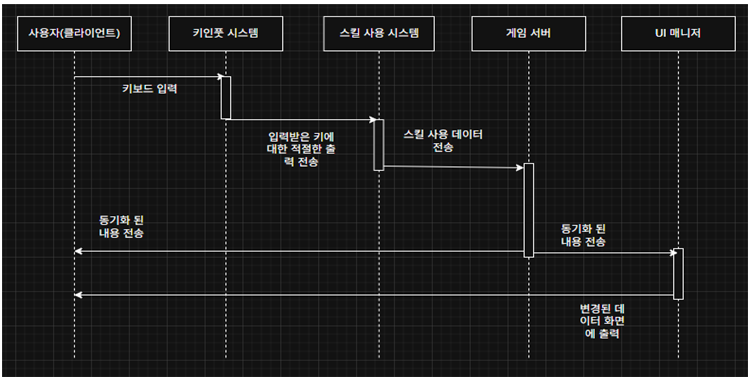 사용자(클라이언트)
키인풋 시스템
스킬 사용 시스템
게임 서버
UI 매니저
키보드 입력
입력받은 키에
대한 적절한 출
력 전송
스킬 사용 데이터
전송
동기화 된
내용 전송
동기화 된
내용 전송
변경된 데
이터 화면
에 출력